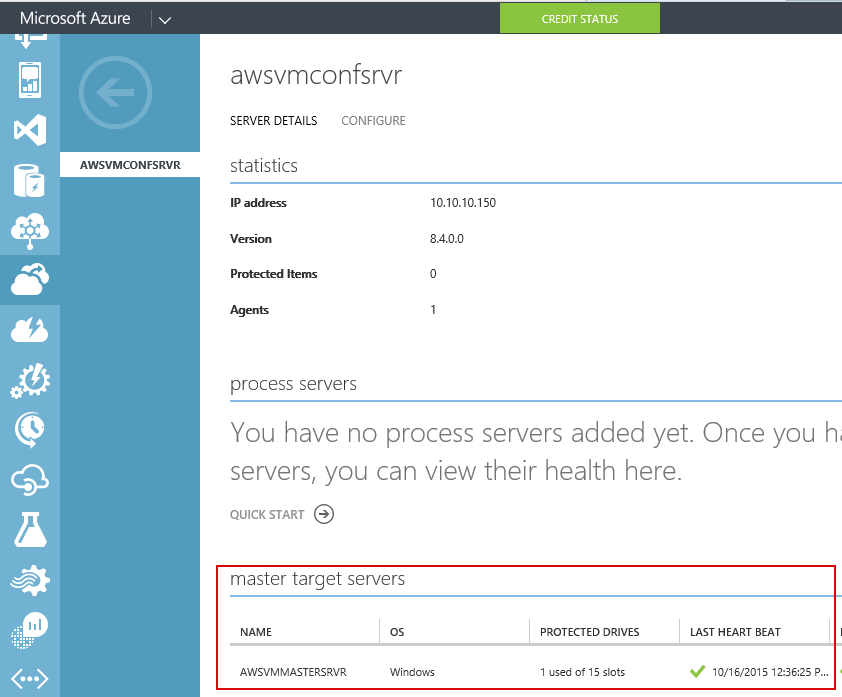 Microsoft Azure
CREDIT STATUS
AWSVMCONFSRVR
awsvmconfsrvr
SERVER DETAILS CONFIGURE
statistics
IP address 10.10.10.150
Version 8.4.0.0
Protected Items 0
Agents 1
process servers
You have no process servers added yet. Once you ha
servers, you can view their health here.
QUICK START
master target servers
NAME OS PROTECTED DRIVES LAST HEART BEAT
AWSVMMASTERSRVR Windows 1 used of 15 slots 10/16/2015 12:36:25 P...